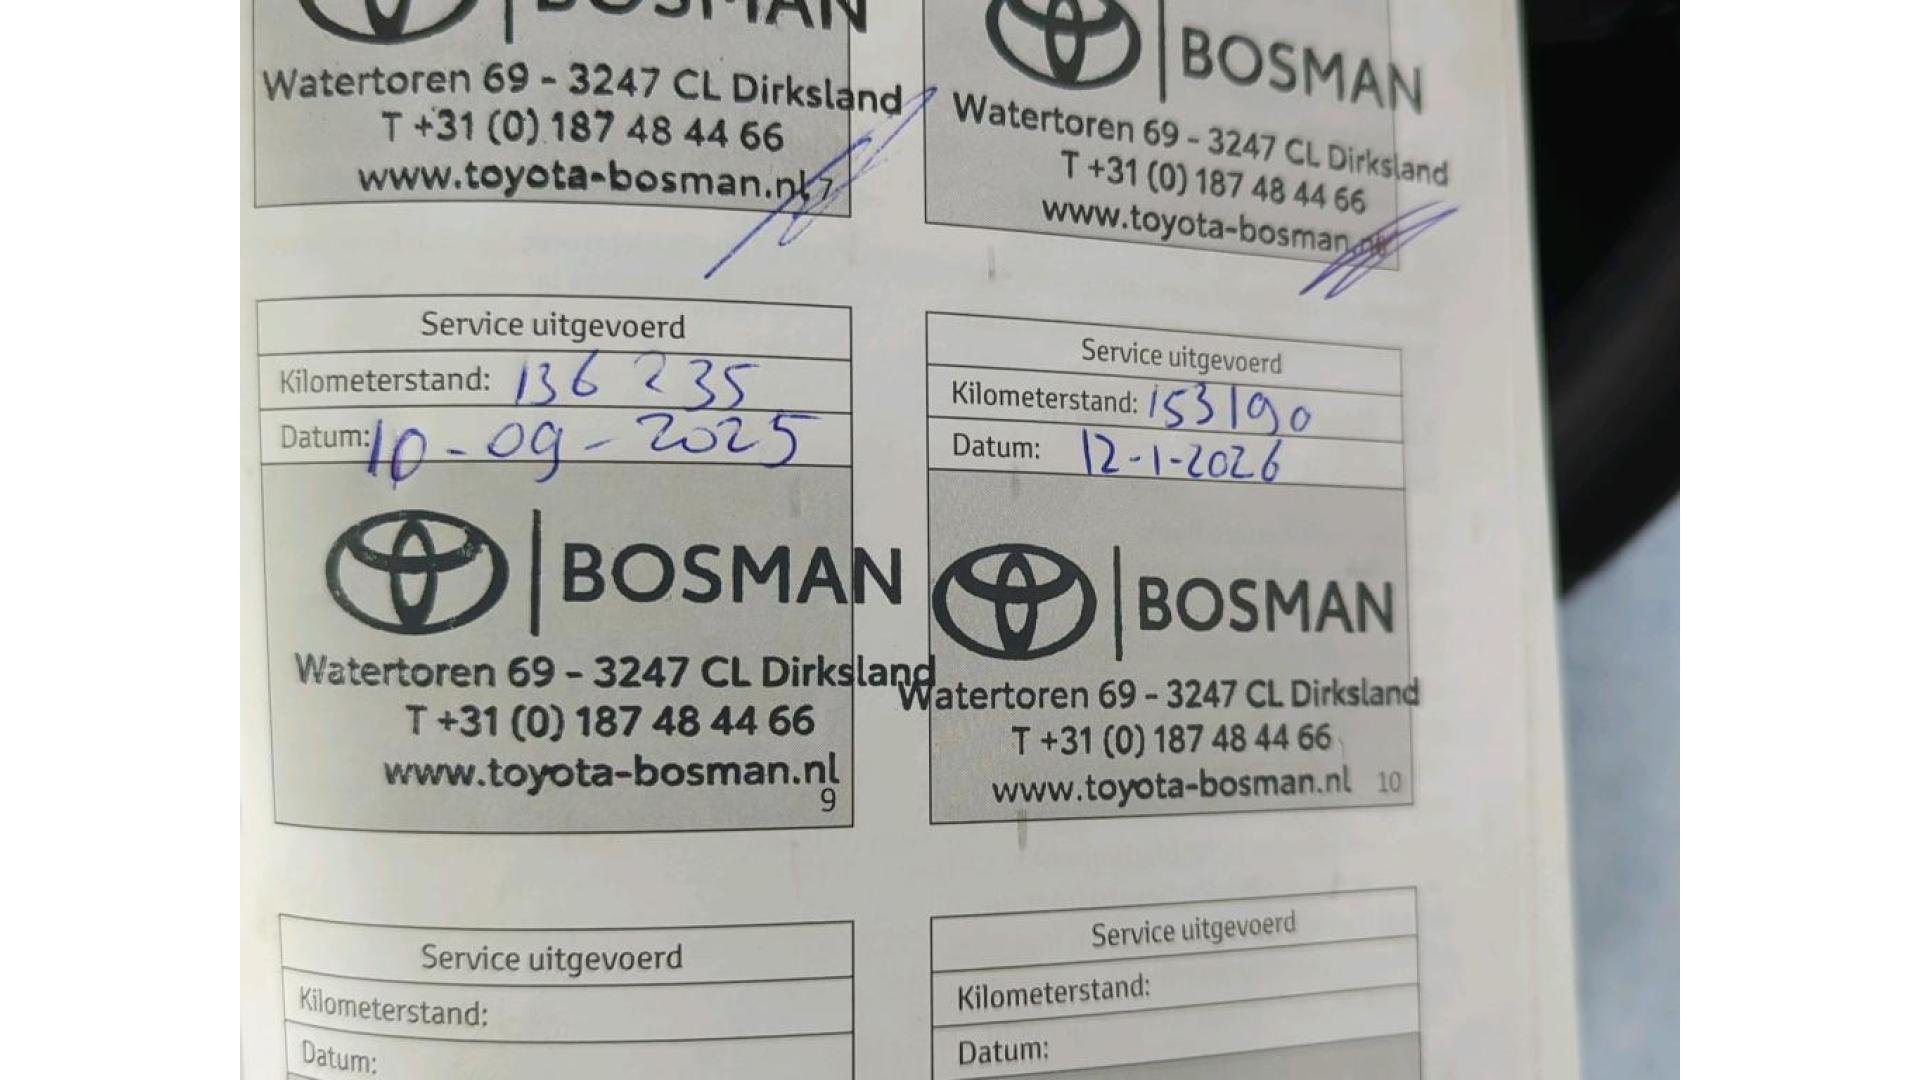 BOSMAN
Watertoren 69 - 3247 CL Dirksland
T +31 (0) 187 48 44 66
www.toyota-bosman.nl 7
BOSMAN
Watertoren 69 - 3247 CL Dirksland
T +31 (0) 187 48 44 66
www.toyota-bosman.nl
Service uitgevoerd
Kilometerstand: 136 235
Datum: 10-09-2025
BOSMAN
Watertoren 69 - 3247 CL Dirksland
T +31 (0) 187 48 44 66
www.toyota-bosman.nl
9
Service uitgevoerd
Kilometerstand: 153190
Datum: 12-1-2026
BOSMAN
Watertoren 69 - 3247 CL Dirksland
T +31 (0) 187 48 44 66
www.toyota-bosman.nl 10
Service uitgevoerd
Kilometerstand:
Datum:
Service uitgevoerd
Kilometerstand:
Datum: